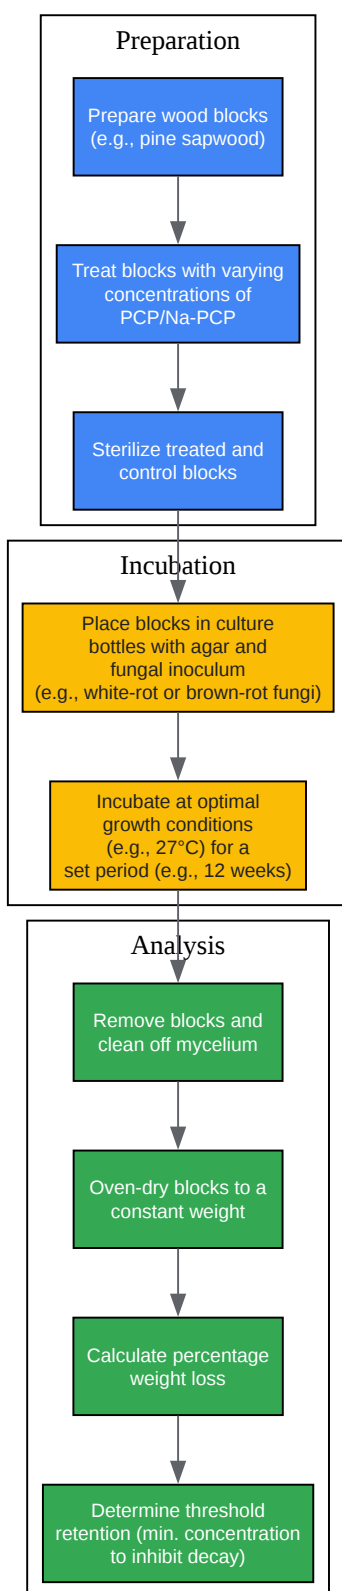 Preparation
Prepare wood blocks
(e.g., pine sapwood)
Treat blocks with varying
concentrations of
PCP/Na-PCP
Sterilize treated and
control blocks
Incubation
Place blocks in culture
bottles with agar and
fungal inoculum
(e.g., white-rot or brown-rot fungi)
Incubate at optimal
growth conditions
(e.g., 27°C) for a
set period (e.g., 12 weeks)
Analysis
Remove blocks and
clean off mycelium
Oven-dry blocks to a
constant weight
Calculate percentage
weight loss
Determine threshold
retention (min. concentration
to inhibit decay)